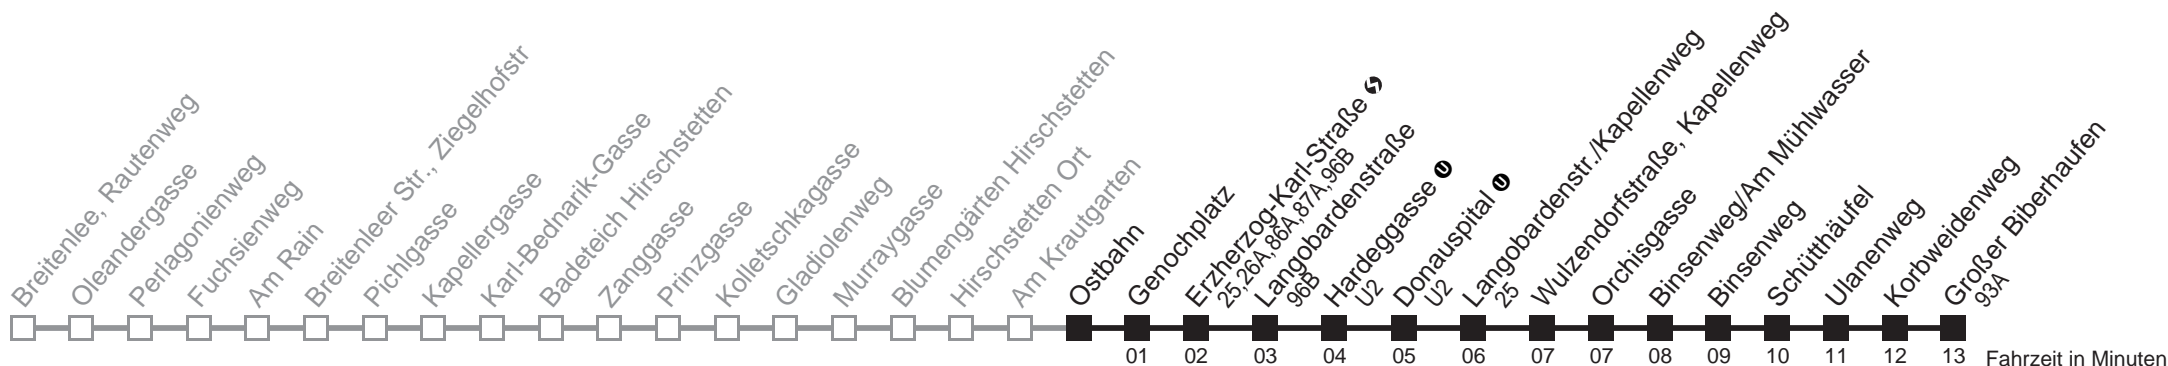 Breitenlee, Rautenweg
Oleandergasse
Perlagonienweg
Fuchsienweg
Am Rain
Breitenleer Str., Ziegelhofstr
Pichlgasse
Kapellergasse
Karl-Bednarik-Gasse
Badeteich Hirschstetten
Zanggasse
Prinzgasse
Kolletschkagasse
Gladiolenweg
Murraygasse
Blumengärten Hirschstetten
Hirschstetten Ort
Am Krautgarten
Ostbahn
Genochplatz
Erzherzog-Karl-Straße
25,26A,86A,87A,96B
Langobardenstraße
96B
Hardeggasse U
U2
Donauspital U
U2
Langobardenstr./Kapellenweg
25
Wulzendorfstraße, Kapellenweg
Orchisgasse
Binsenweg/Am Mühlwasser
Binsenweg
Schütthäufel
Ulanenweg
Korbweidenweg
Großer Biberhaufen
93A
01 02 03 04 05 06 07 07 08 09 10 11 12 13 Fahrzeit in Minuten